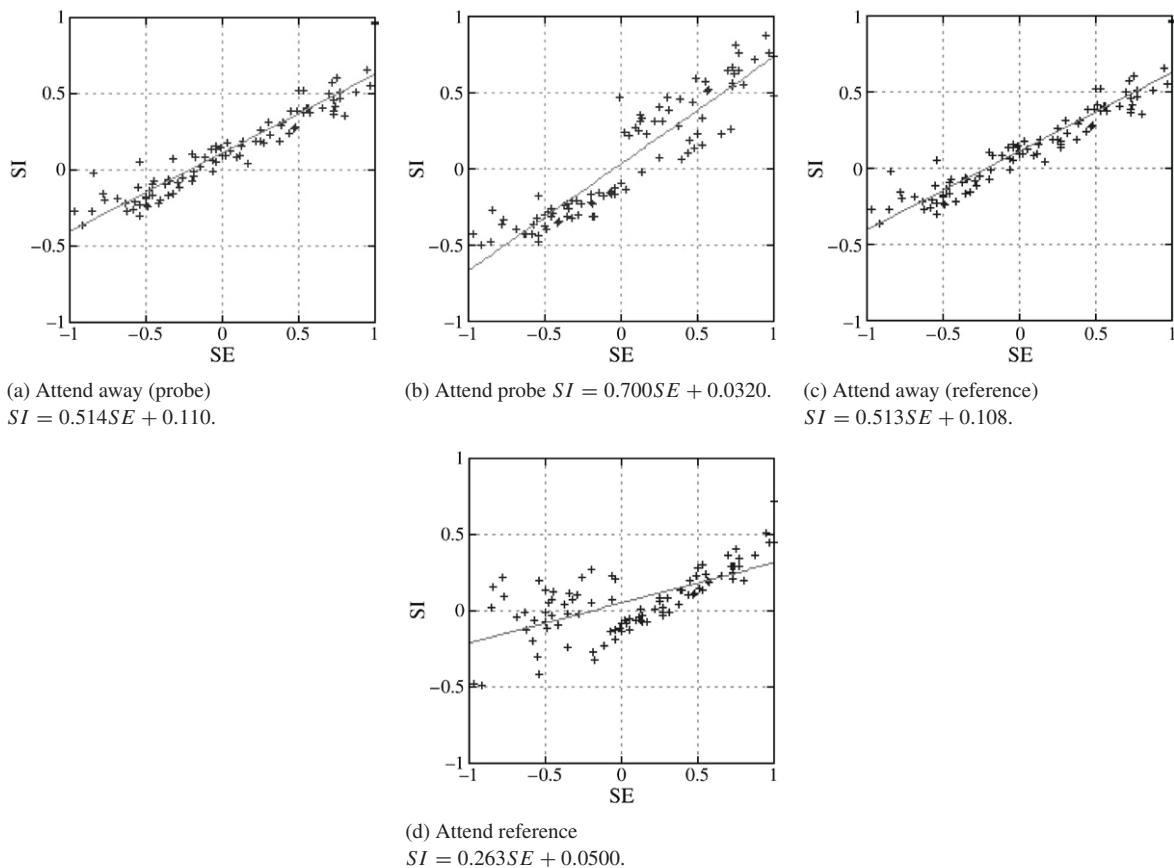 1
0.5
0
−0.5
−1
SI
−1
−0.5
0
0.5
1
SE
(a) Attend away (probe)
SI = 0.514SE + 0.110.
1
0.5
0
−0.5
−1
SI
−1
−0.5
0
0.5
1
SE
(b) Attend probe SI = 0.700SE + 0.0320.
1
0.5
0
−0.5
−1
SI
−1
−0.5
0
0.5
1
SE
(c) Attend away (reference)
SI = 0.513SE + 0.108.
1
0.5
0
−0.5
−1
SI
−1
−0.5
0
0.5
1
SE
(d) Attend reference
SI = 0.263SE + 0.0500.